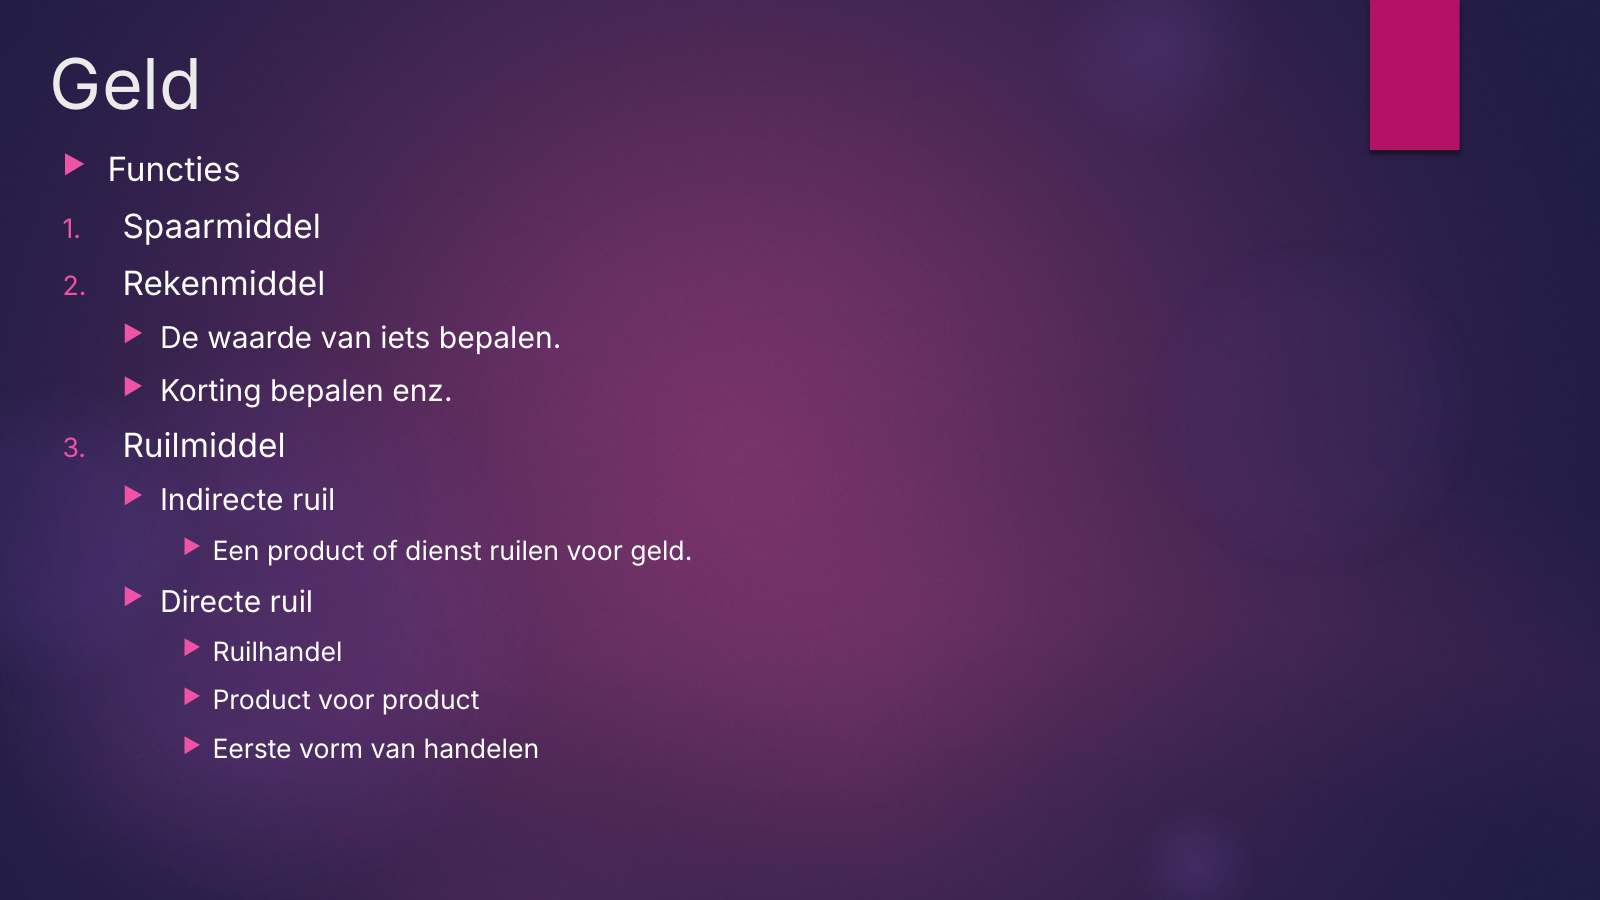 Geld
Functies
1. Spaarmiddel
2. Rekenmiddel
De waarde van iets bepalen.
Korting bepalen enz.
3. Ruilmiddel
Indirecte ruil
Een product of dienst ruilen voor geld.
Directe ruil
Ruilhandel
Product voor product
Eerste vorm van handelen